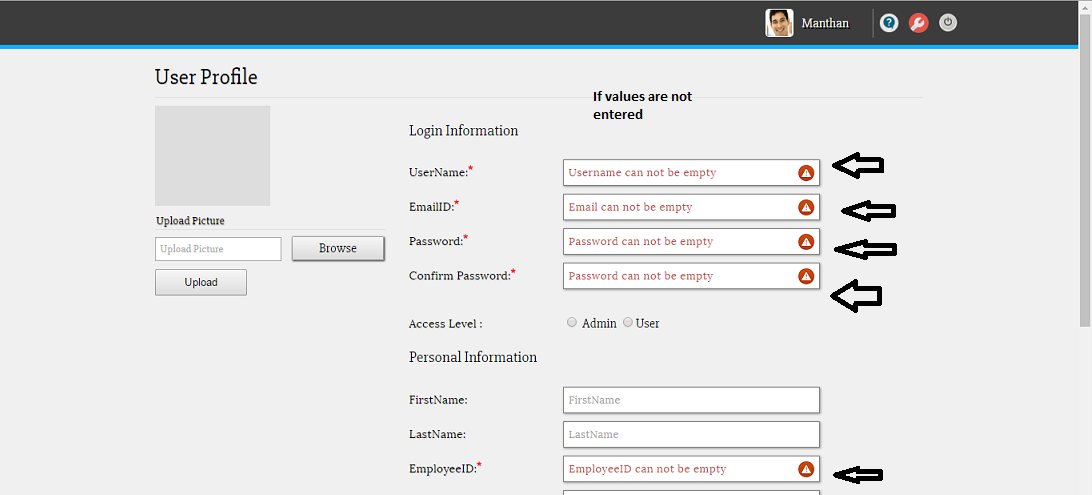 Manthan
User Profile
If values are not
entered
Login Information
UserName:* Username can not be empty
EmailID:* Email can not be empty
Upload Picture
Password:* Password can not be empty
Upload Picture Browse
Confirm Password:* Password can not be empty
Upload
Access Level : Admin User
Personal Information
FirstName: FirstName
LastName: LastName
EmployeeID:* EmployeeID can not be empty